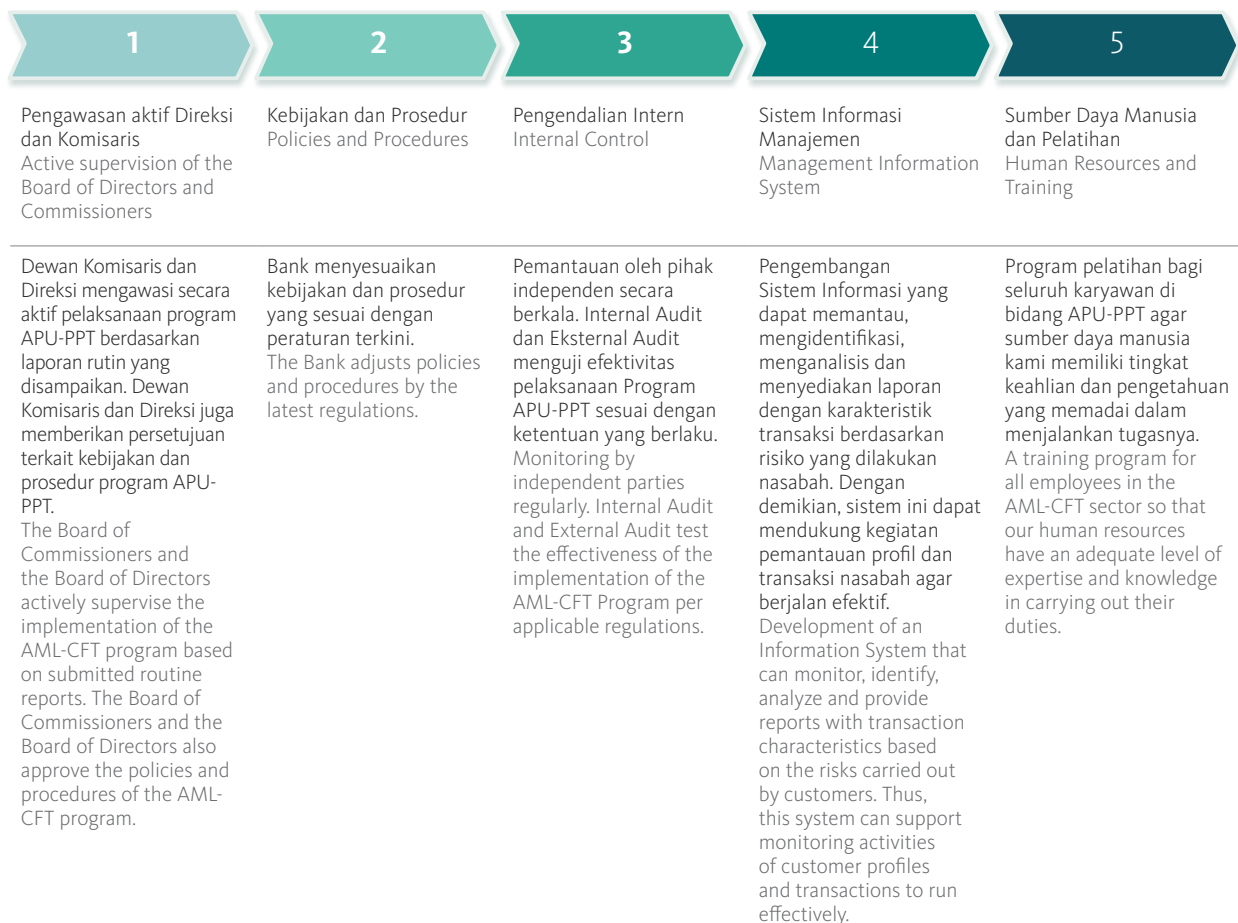 1
2
3
4
5
Pengawasan aktif Direksi
dan Komisaris
Active supervision of the
Board of Directors and
Commissioners
Kebijakan dan Prosedur
Policies and Procedures
Pengendalian Intern
Internal Control
Sistem Informasi
Manajemen
Management Information
System
Sumber Daya Manusia
dan Pelatihan
Human Resources and
Training
Dewan Komisaris dan
Direksi mengawasi secara
aktif pelaksanaan program
APU-PPT berdasarkan
laporan rutin yang
disampaikan. Dewan
Komisaris dan Direksi juga
memberikan persetujuan
terkait kebijakan dan
prosedur program APU-
PPT.
The Board of
Commissioners and
the Board of Directors
actively supervise the
implementation of the
AML-CFT program based
on submitted routine
reports. The Board of
Commissioners and the
Board of Directors also
approve the policies and
procedures of the AML-
CFT program.
Bank menyesuaikan
kebijakan dan prosedur
yang sesuai dengan
peraturan terkini.
The Bank adjusts policies
and procedures by the
latest regulations.
Pemantauan oleh pihak
independen secara
berkala. Internal Audit
dan Eksternal Audit
menguji efektivitas
pelaksanaan Program
APU-PPT sesuai dengan
ketentuan yang berlaku.
Monitoring by
independent parties
regularly. Internal Audit
and External Audit test
the effectiveness of the
implementation of the
AML-CFT Program per
applicable regulations.
Pengembangan
Sistem Informasi yang
dapat memantau,
mengidentifikasi,
menganalisis dan
menyediakan laporan
dengan karakteristik
transaksi berdasarkan
risiko yang dilakukan
nasabah. Dengan
demikian, sistem ini dapat
mendukung kegiatan
pemantauan profil dan
transaksi nasabah agar
berjalan efektif.
Development of an
Information System that
can monitor, identify,
analyze and provide
reports with transaction
characteristics based
on the risks carried out
by customers. Thus,
this system can support
monitoring activities
of customer profiles
and transactions to run
effectively.
Program pelatihan bagi
seluruh karyawan di
bidang APU-PPT agar
sumber daya manusia
kami memiliki tingkat
keahlian dan pengetahuan
yang memadai dalam
menjalankan tugasnya.
A training program for
all employees in the
AML-CFT sector so that
our human resources
have an adequate level of
expertise and knowledge
in carrying out their
duties.